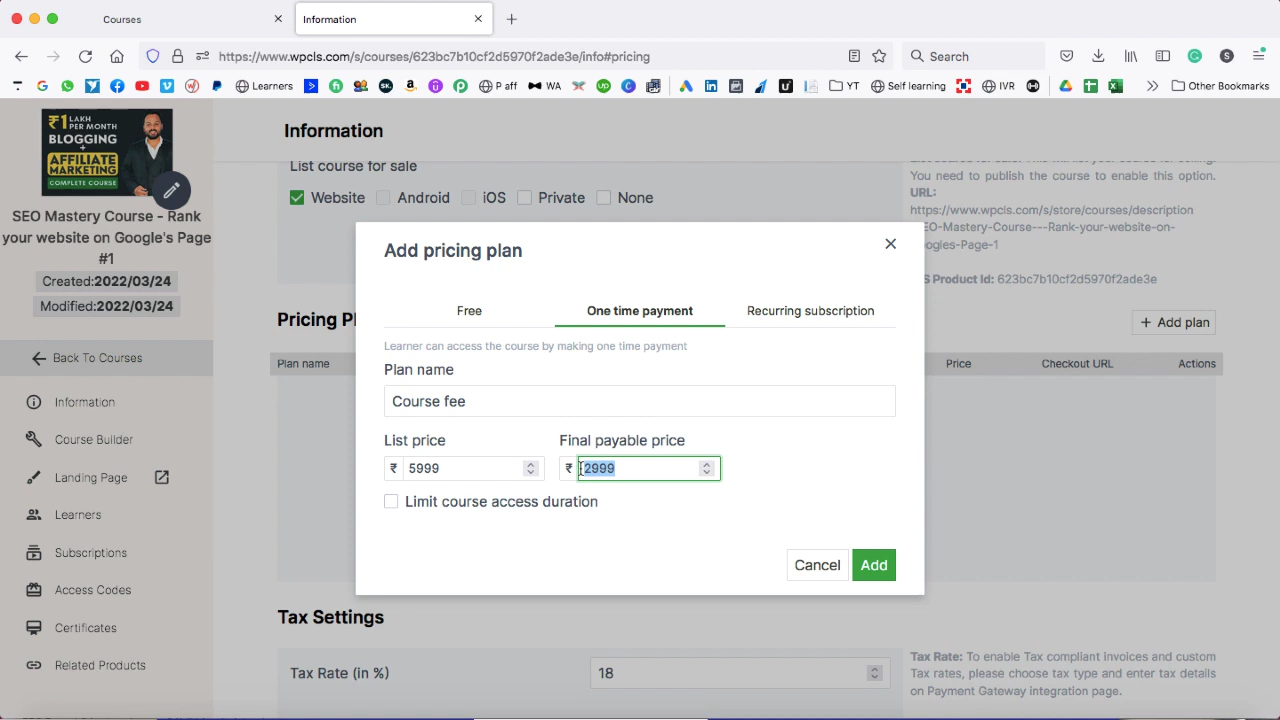 Courses
Information
https://www.wpcls.com/s/courses/623bc7b10cf2d5970f2ade3e/info#pricing
Search
Learners
P aff
WA
YT
Self learning
IVR
Other Bookmarks
₹1 LAKH
PER MONTH
BLOGGING
+
AFFILIATE
MARKETING
COMPLETE COURSE
SEO Mastery Course - Rank
your website on Google's Page
#1
Created:2022/03/24
Modified:2022/03/24
Back To Courses
Information
Course Builder
Landing Page
Learners
Subscriptions
Access Codes
Certificates
Related Products
Information
List course for sale
Website
Android
iOS
Private
None
You need to publish the course to enable this option.
URL:
https://www.wpcls.com/s/store/courses/description
EO-Mastery-Course---Rank-your-website-on-
ogles-Page-1
S Product Id: 623bc7b10cf2d5970f2ade3e
Pricing Pl
+ Add plan
Plan name
Price
Checkout URL
Actions
Add pricing plan
Free
One time payment
Recurring subscription
Learner can access the course by making one time payment
Plan name
Course fee
List price
Final payable price
₹ 5999
₹ 2999
Limit course access duration
Cancel
Add
Tax Settings
Tax Rate (in %)
18
Tax Rate: To enable Tax compliant invoices and custom
Tax rates, please choose tax type and enter tax details
on Payment Gateway integration page.